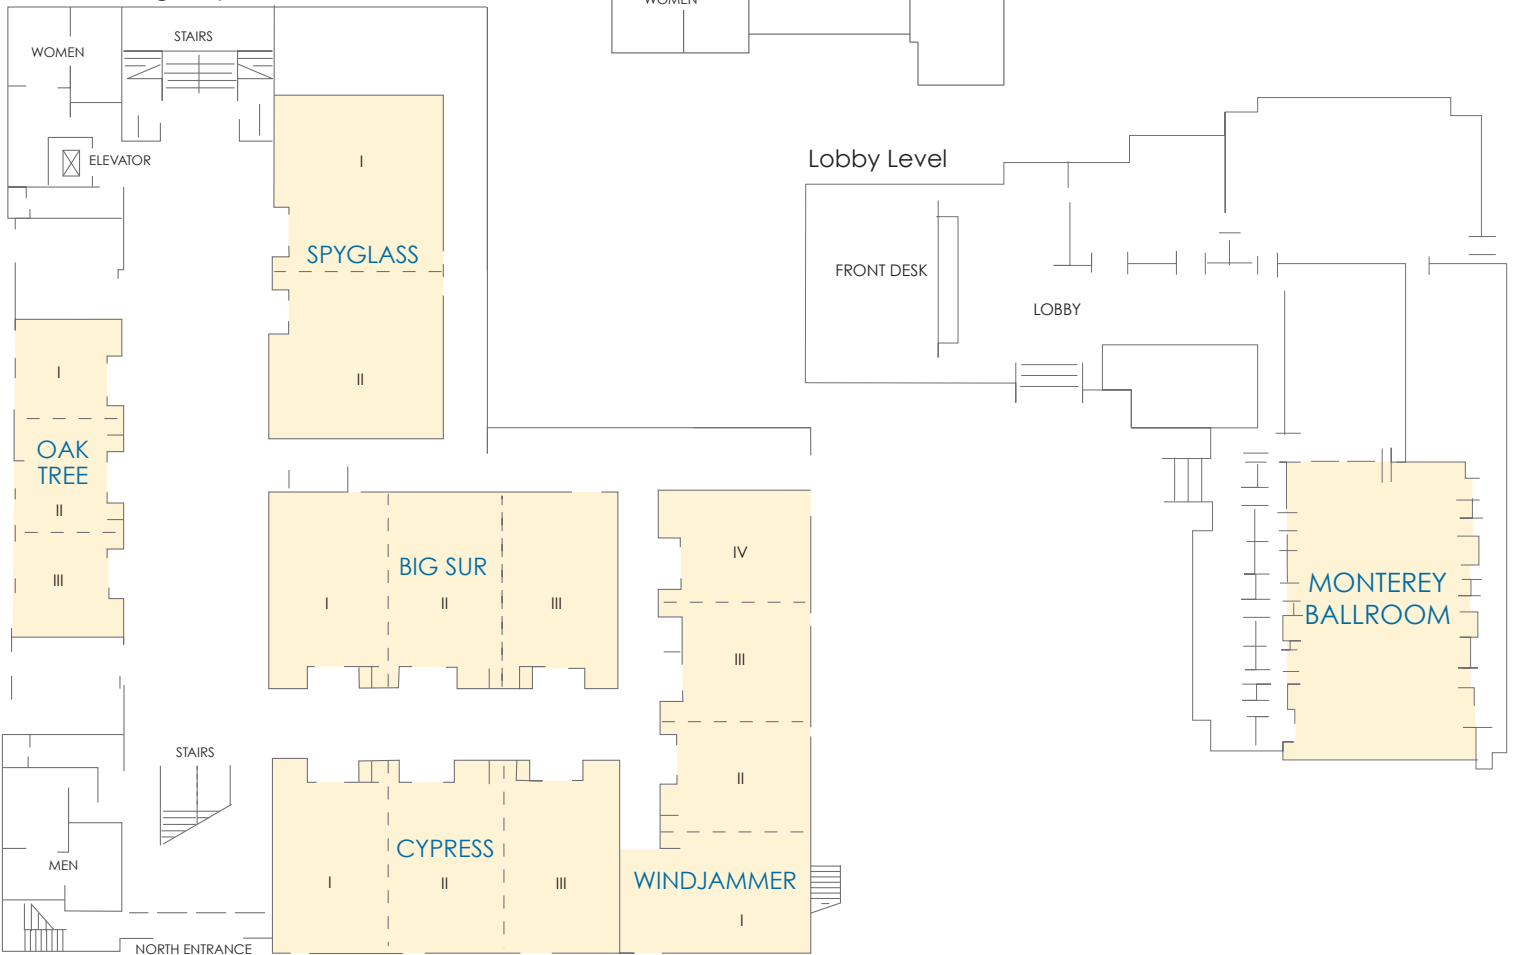 WOMEN
STAIRS
WOMEN
ELEVATOR
I
SPYGLASS
II
Lobby Level
FRONT DESK
LOBBY
I
OAK
TREE
II
III
BIG SUR
I
II
III
IV
III
II
WINDJAMMER
I
MONTEREY
BALLROOM
STAIRS
CYPRESS
I
II
III
MEN
NORTH ENTRANCE